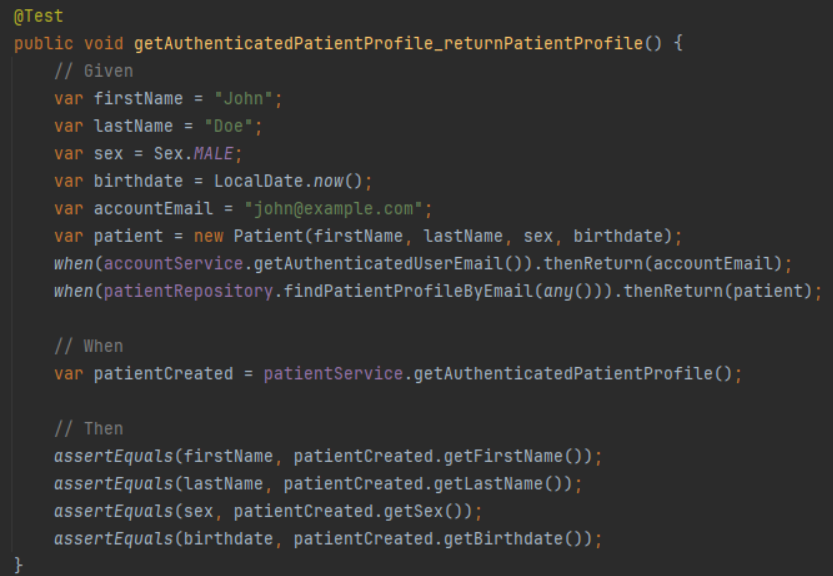 @Test
public void getAuthenticatedPatientProfile_returnPatientProfile() {
    // Given
    var firstName = "John";
    var lastName = "Doe";
    var sex = Sex.MALE;
    var birthdate = LocalDate.now();
    var accountEmail = "john@example.com";
    var patient = new Patient(firstName, lastName, sex, birthdate);
    when(accountService.getAuthenticatedUserEmail()).thenReturn(accountEmail);
    when(patientRepository.findPatientProfileByEmail(any())).thenReturn(patient);

    // When
    var patientCreated = patientService.getAuthenticatedPatientProfile();

    // Then
    assertEquals(firstName, patientCreated.getFirstName());
    assertEquals(lastName, patientCreated.getLastName());
    assertEquals(sex, patientCreated.getSex());
    assertEquals(birthdate, patientCreated.getBirthdate());
}